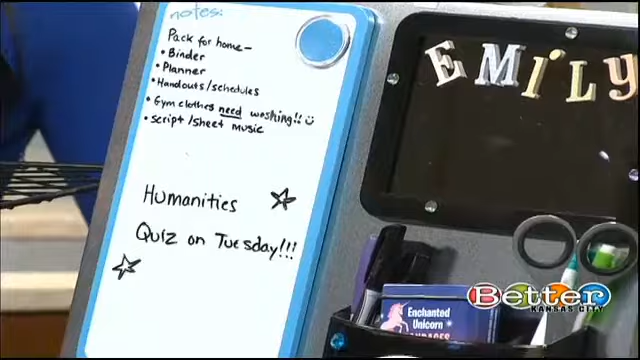 notes:
Pack for home-
• Binder
• Planner
• Handouts/schedules
• Gym clothes need washing!!
• Script/sheet music
Humanities
Quiz on Tuesday!!!
EMiLy
Enchanted
Unicorn
BANDAGES
Better
KANSAS CITY